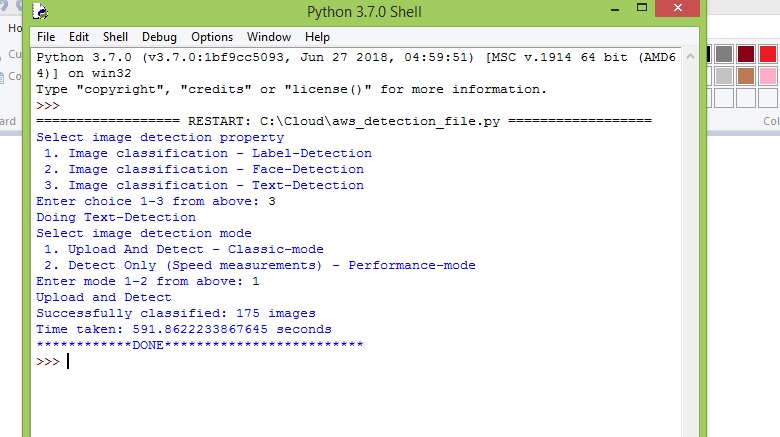 Python 3.7.0 Shell
File Edit Shell Debug Options Window Help
Python 3.7.0 (v3.7.0:1bf9cc5093, Jun 27 2018, 04:59:51) [MSC v.1914 64 bit (AMD6
4)] on win32
Type "copyright", "credits" or "license()" for more information.
>>>
================== RESTART: C:\Cloud\aws_detection_file.py ==================
Select image detection property
1. Image classification - Label-Detection
2. Image classification - Face-Detection
3. Image classification - Text-Detection
Enter choice 1-3 from above: 3
Doing Text-Detection
Select image detection mode
1. Upload And Detect - Classic-mode
2. Detect Only (Speed measurements) - Performance-mode
Enter mode 1-2 from above: 1
Upload and Detect
Successfully classified: 175 images
Time taken: 591.8622233867645 seconds
************DONE*************************
>>>